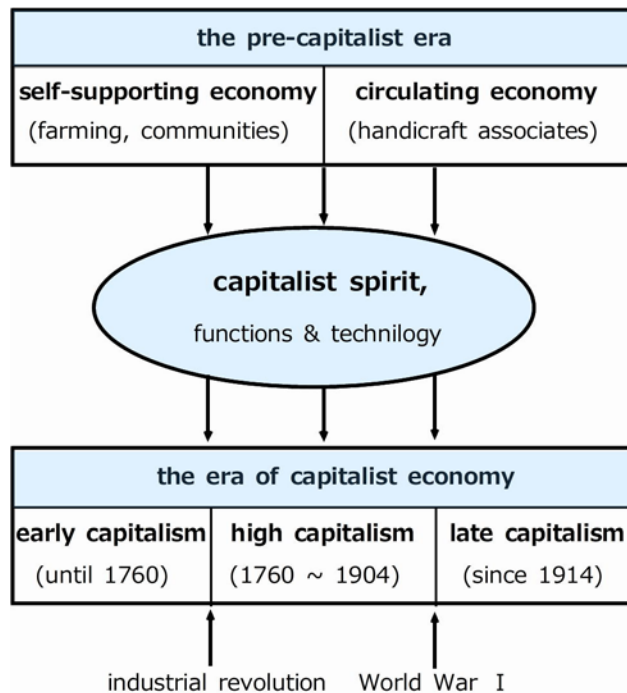 the pre-capitalist era
self-supporting economy
(farming, communities)
circulating economy
(handicraft associates)
capitalist spirit,
functions & technilogy
the era of capitalist economy
early capitalism
(until 1760)
high capitalism
(1760 ~ 1904)
late capitalism
(since 1914)
industrial revolution
World War I